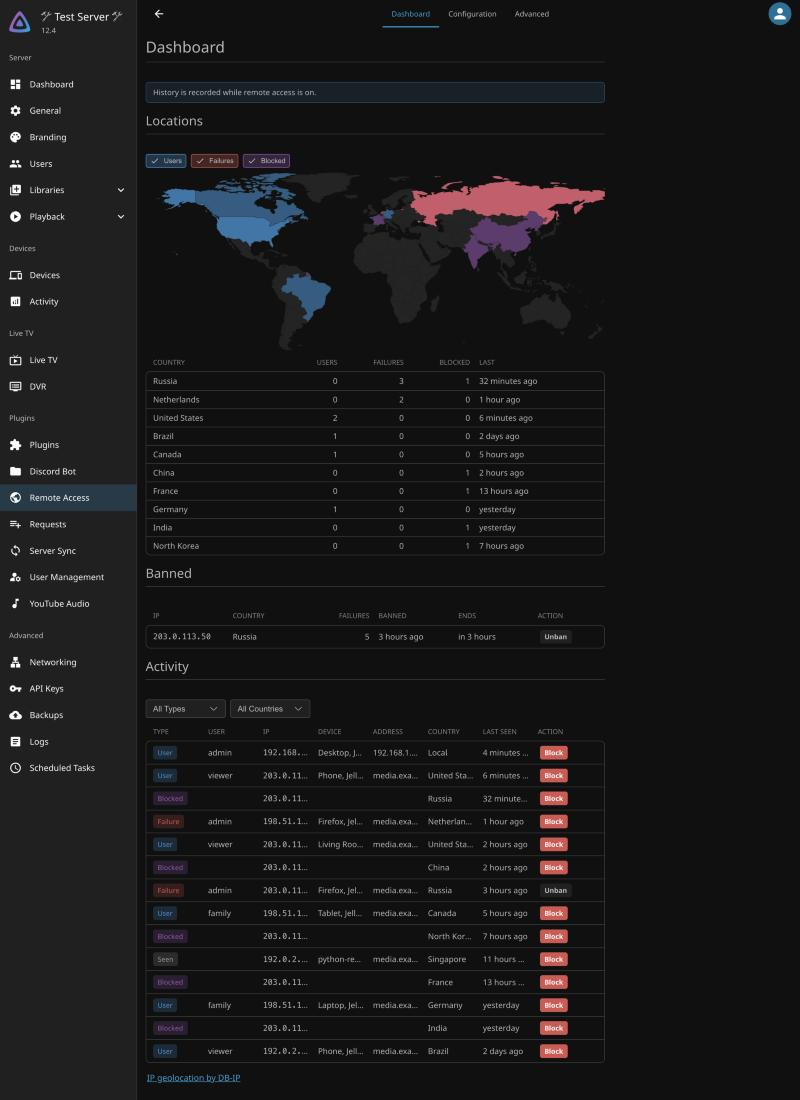 Test Server
12.4
Server
Dashboard
General
Branding
Users
Libraries
Playback
Devices
Devices
Activity
Live TV
Live TV
DVR
Plugins
Plugins
Discord Bot
Remote Access
Requests
Server Sync
User Management
YouTube Audio
Advanced
Networking
API Keys
Backups
Logs
Scheduled Tasks
Dashboard Configuration Advanced
Dashboard
History is recorded while remote access is on.
Locations
Users Failures Blocked
COUNTRY USERS FAILURES BLOCKED LAST
Russia 0 3 1 32 minutes ago
Netherlands 0 2 0 1 hour ago
United States 2 0 0 6 minutes ago
Brazil 1 0 0 2 days ago
Canada 1 0 0 5 hours ago
China 0 0 1 2 hours ago
France 0 0 1 13 hours ago
Germany 1 0 0 yesterday
India 0 0 1 yesterday
North Korea 0 0 1 7 hours ago
Banned
IP COUNTRY FAILURES BANNED ENDS ACTION
203.0.113.50 Russia 5 3 hours ago in 3 hours Unban
Activity
All Types All Countries
TYPE USER IP DEVICE ADDRESS COUNTRY LAST SEEN ACTION
User admin 192.168.... Desktop, J... 192.168.1.... Local 4 minutes ... Block
User viewer 203.0.11... Phone, Jell... media.exa... United Sta... 6 minutes ... Block
Blocked 203.0.11... Russia 32 minute... Block
Failure admin 198.51.1... Firefox, Jel... media.exa... Netherlan... 1 hour ago Block
User viewer 203.0.11... Living Roo... media.exa... United Sta... 2 hours ago Block
Blocked 203.0.11... China 2 hours ago Block
Failure admin 203.0.11... Firefox, Jel... media.exa... Russia 3 hours ago Unban
User family 198.51.1... Tablet, Jell... media.exa... Canada 5 hours ago Block
Blocked 203.0.11... North Kor... 7 hours ago Block
Seen 192.0.2.... python-re... media.exa... Singapore 11 hours ... Block
Blocked 203.0.11... France 13 hours ... Block
User family 198.51.1... Laptop, Jel... media.exa... Germany yesterday Block
Blocked 203.0.11... India yesterday Block
User viewer 192.0.2.... Phone, Jell... media.exa... Brazil 2 days ago Block
IP geolocation by DB-IP